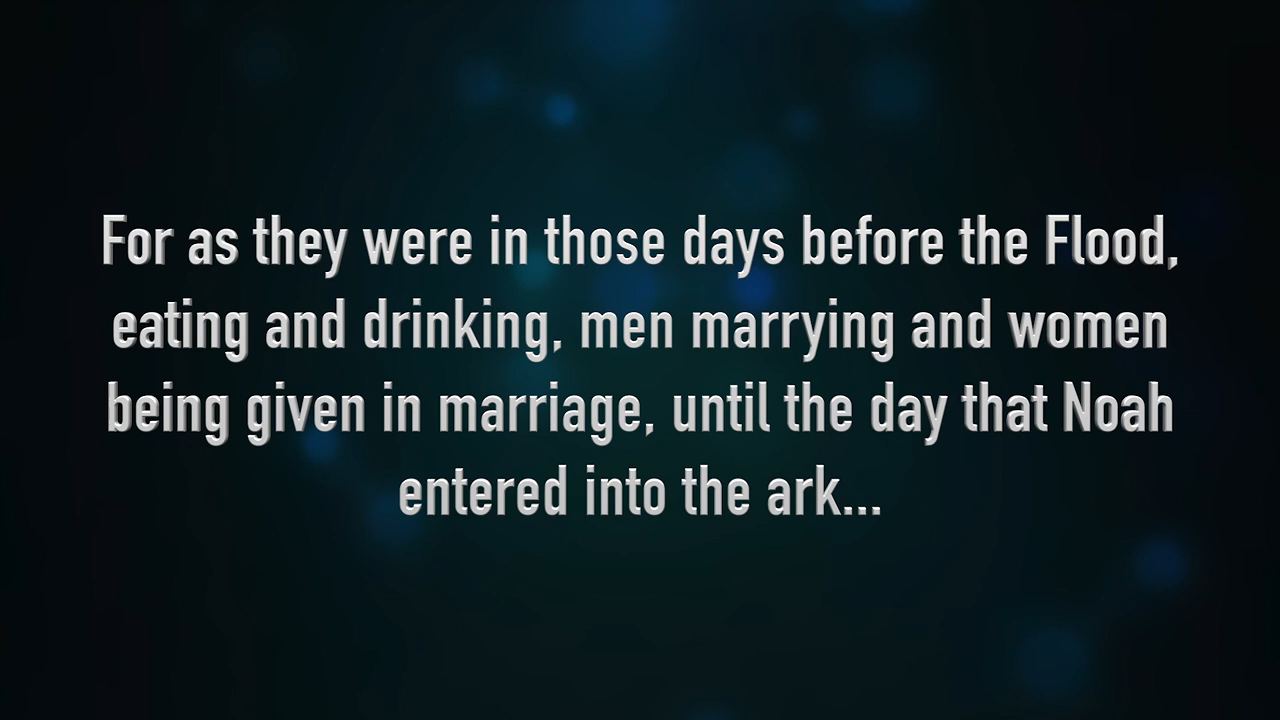 For as they were in those days before the Flood,
eating and drinking, men marrying and women
being given in marriage, until the day that Noah
entered into the ark...